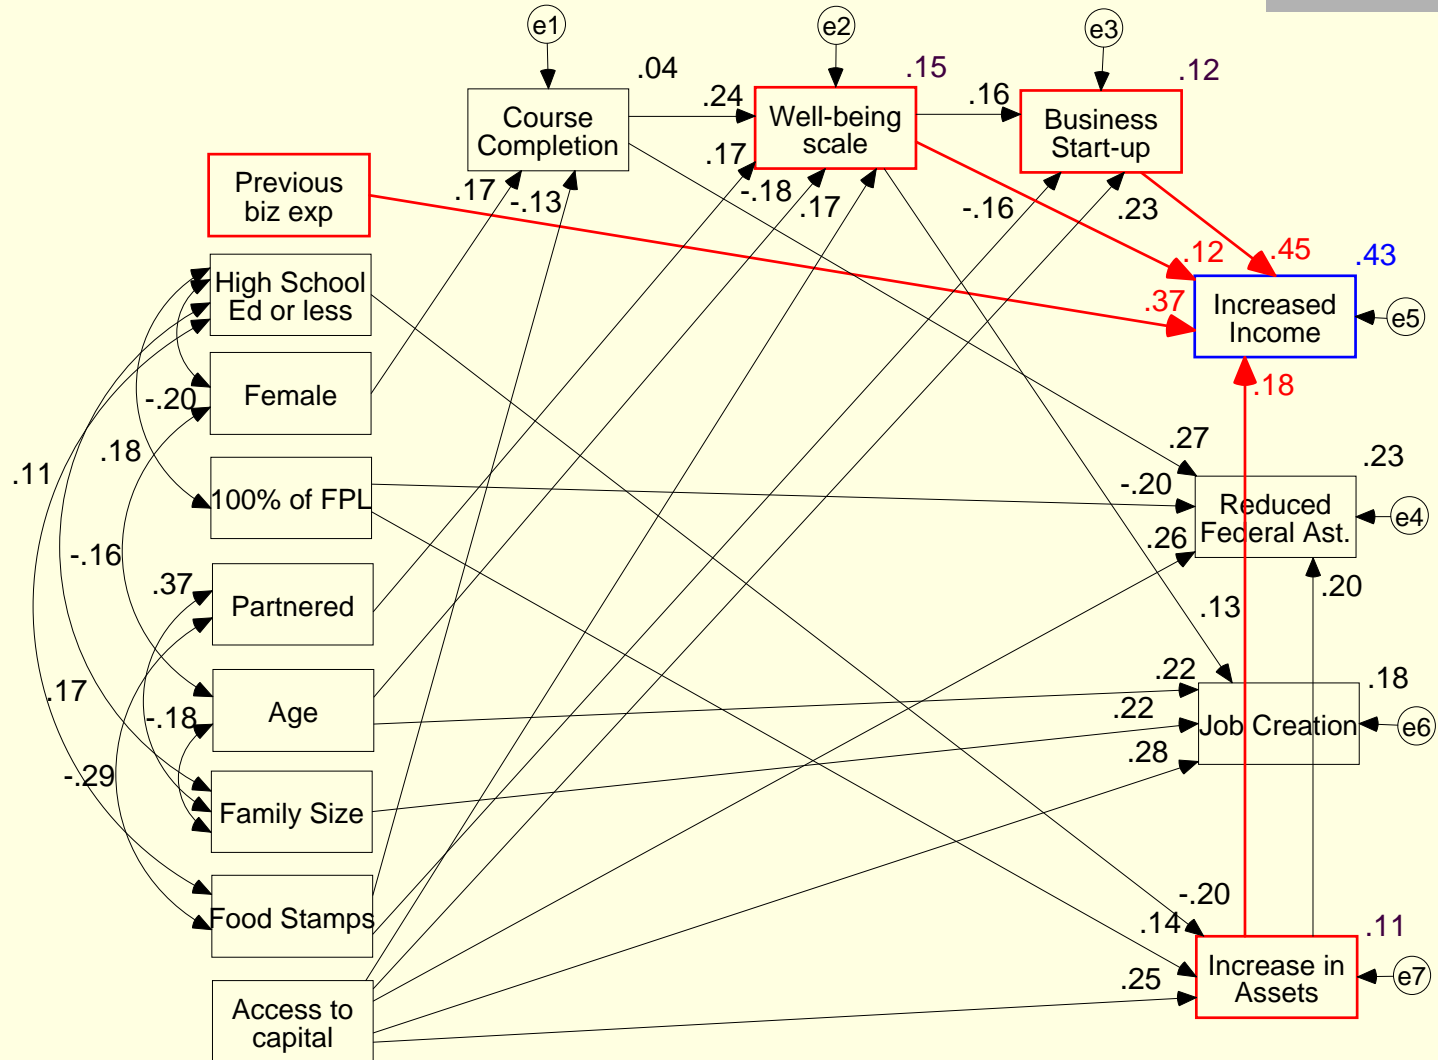 e1
e2
e3
.04
.15
.12
.24
.16
Course
Completion
Well-being
scale
Business
Start-up
.17
-.18
.17
.17
-.13
-.16
.23
Previous
biz exp
.12
.45
.43
High School
Ed or less
.37
Increased
Income
e5
-.20
Female
.18
.18
.11
.27
.23
100% of FPL
-.20
Reduced
Federal Ast.
e4
.26
-.16
.37
Partnered
.20
.13
.17
-.18
Age
.22
.18
.22
Job Creation
e6
.28
-.29
Family Size
Food Stamps
-.20
.14
.11
Increase in
Assets
e7
.25
Access to
capital